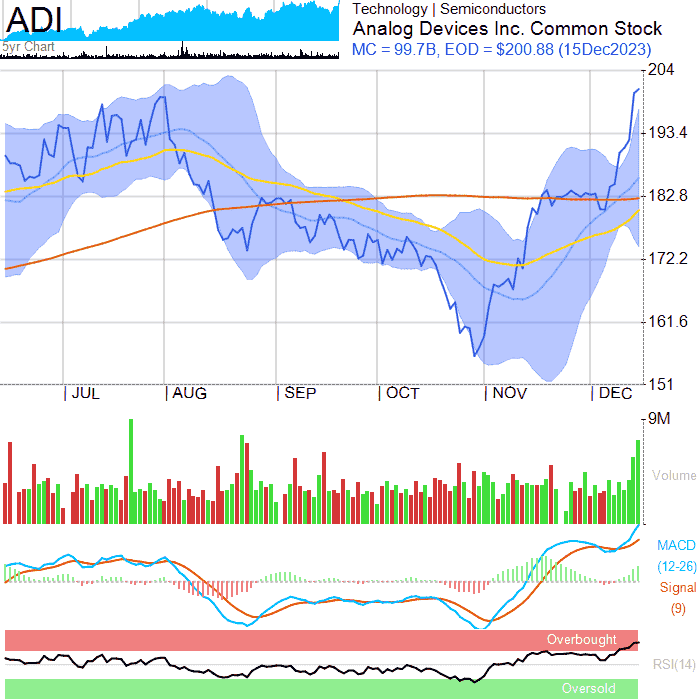 ADI
5yr Chart
Technology | Semiconductors
Analog Devices Inc. Common Stock
MC = 99.7B, EOD = $200.88 (15Dec2023)
204
193.4
182.8
172.2
161.6
151
JUL AUG SEP OCT NOV DEC
9M
Volume
MACD
(12-26)
Signal
(9)
Overbought
RSI(14)
Oversold